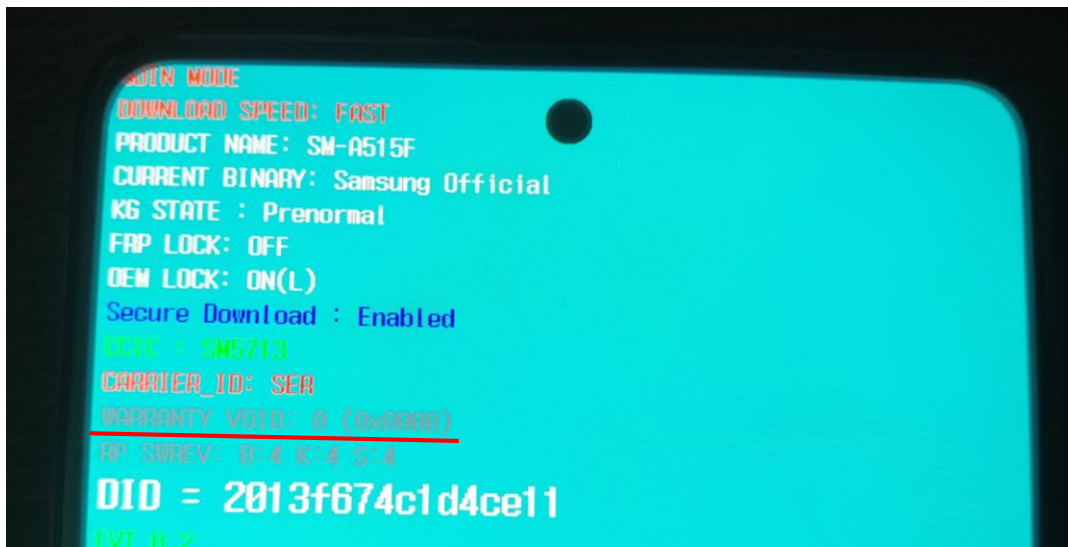 ODIN MODE
DOWNLOAD SPEED: FAST
PRODUCT NAME: SM-A515F
CURRENT BINARY: Samsung Official
KG STATE : Prenormal
FRP LOCK: OFF
OEM LOCK: ON(L)
Secure Download : Enabled
CCIC = SM5713
CARRIER_ID: SER
WARRANTY VOID: 0 (0x0000)
RP SWREV: B:4 K:4 S:4
DID = 2013f674c1d4ce11